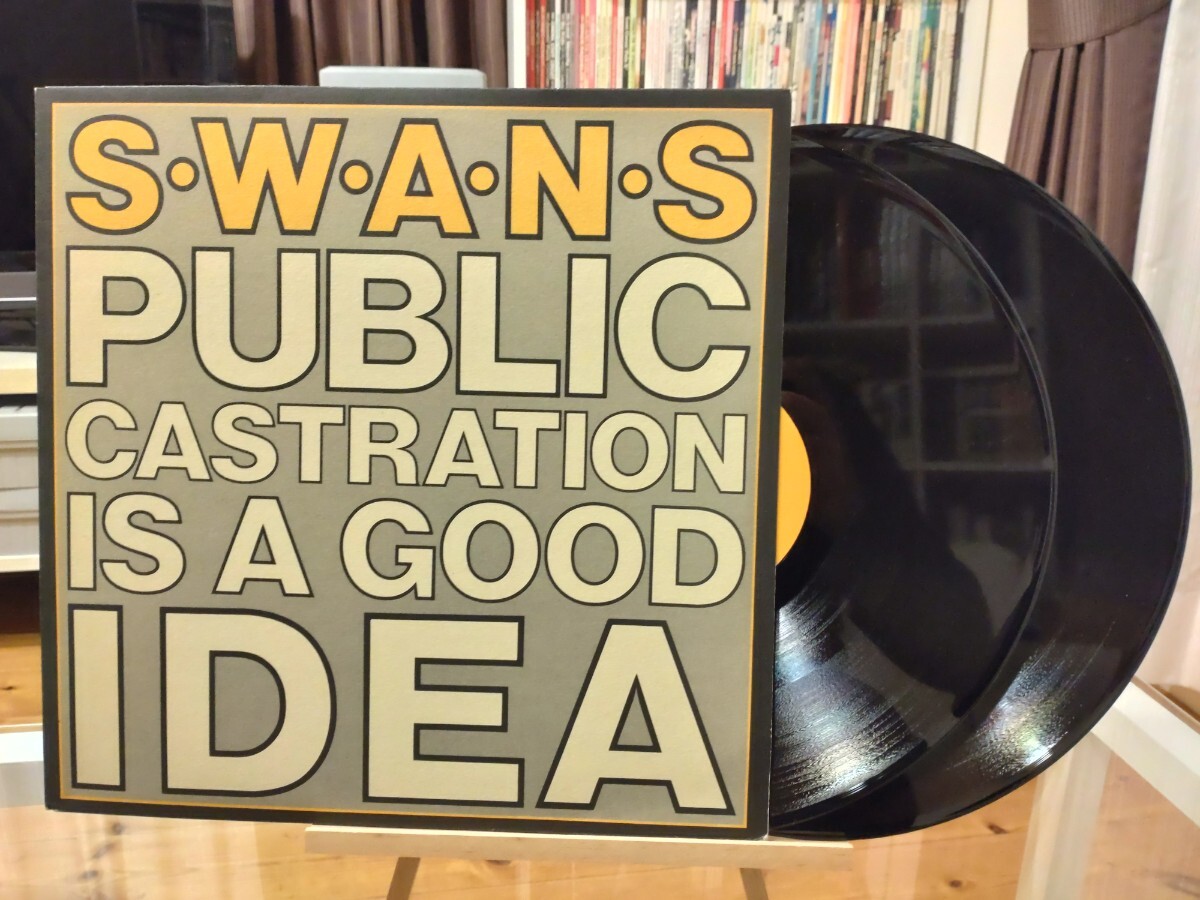 S·W·A·N·S
PUBLIC
CASTRATION
IS A GOOD
IDEA